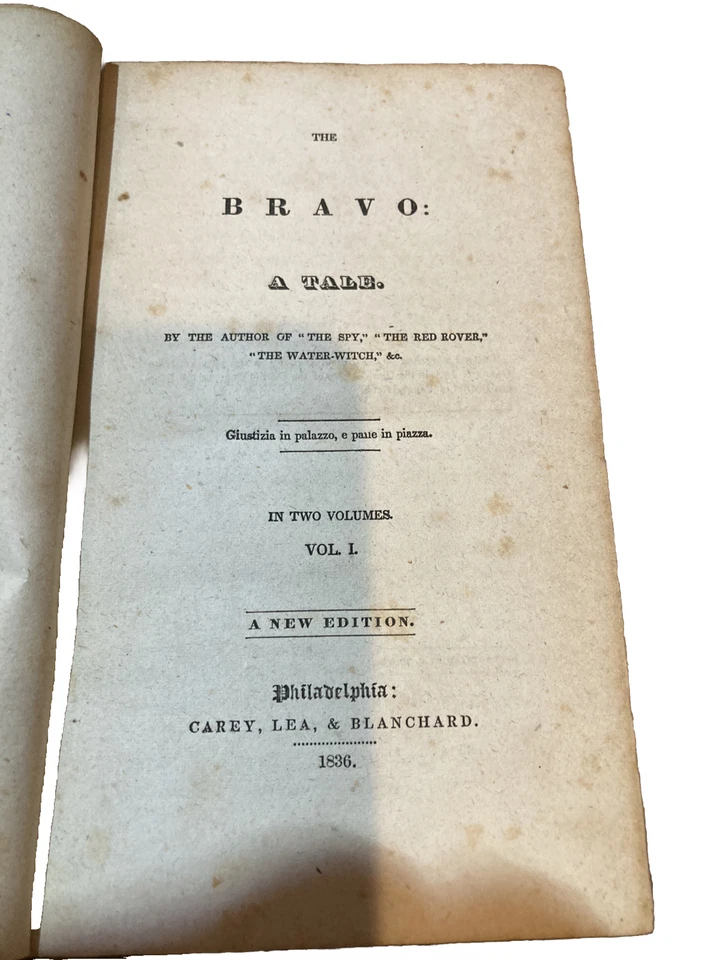 THE
BRAVO:
A TALE.
BY THE AUTHOR OF "THE SPY," "THE RED ROVER,"
"THE WATER-WITCH," &c.
Giustizia in palazzo, e pane in piazza.
IN TWO VOLUMES.
VOL. I.
A NEW EDITION.
Philadelphia:
CAREY, LEA, & BLANCHARD.
1836.